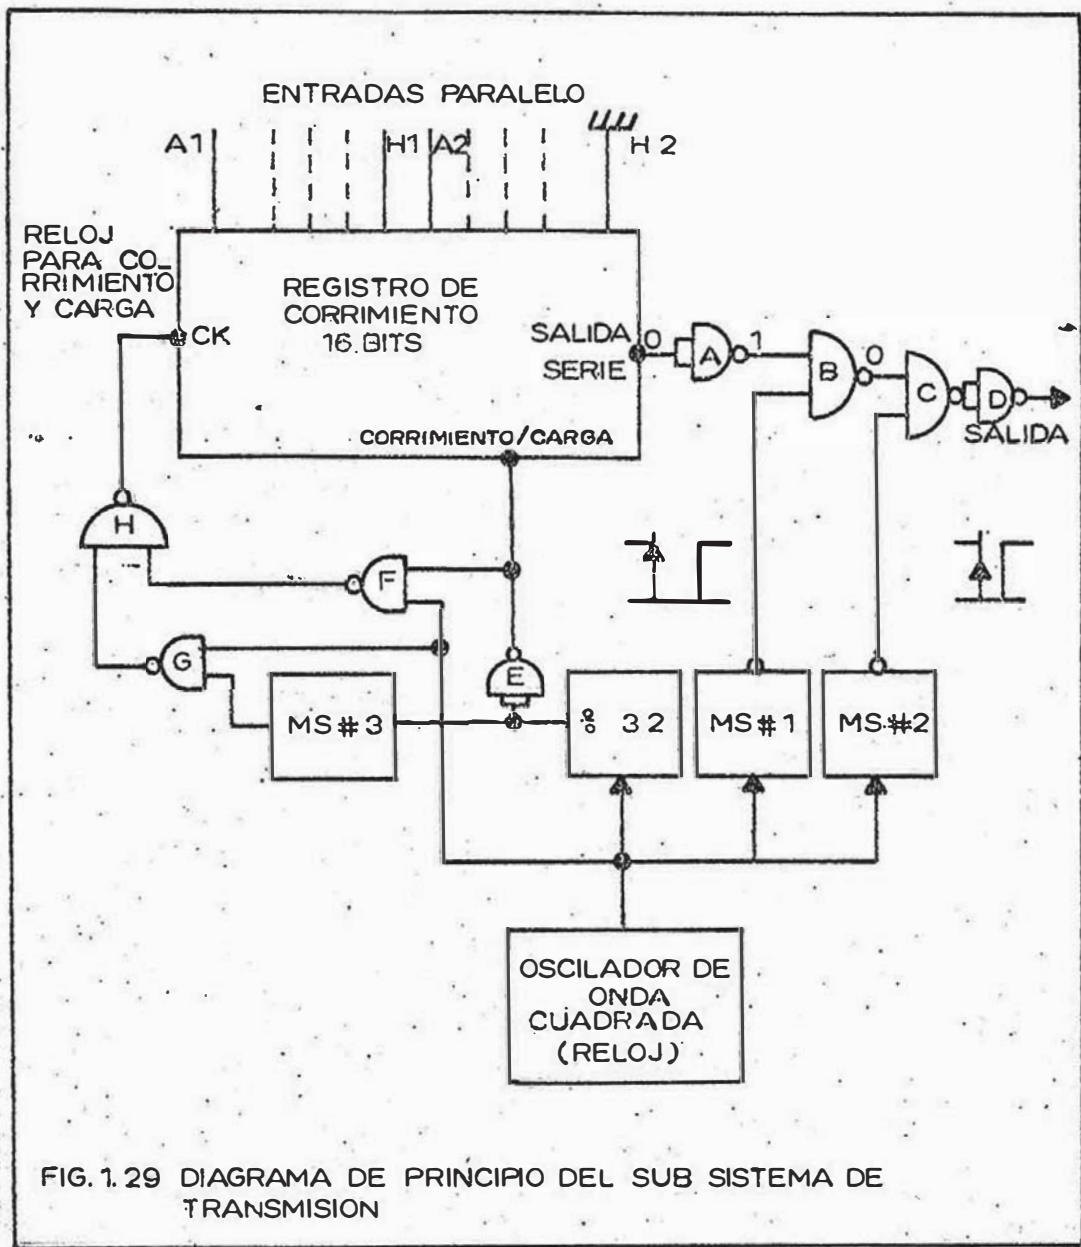 ENTRADAS PARALELO
A1
H1
A2
H 2
RELOJ
PARA CO_
RRIMIENTO
Y CARGA
CK
REGISTRO DE
CORRIMIENTO
16 BITS
SALIDA
SERIE
0
A
1
B
0
C
D
SALIDA
CORRIMIENTO/CARGA
H
F
G
E
MS#3
% 32
MS#1
MS#2
OSCILADOR DE
ONDA
CUADRADA
(RELOJ)
FIG. 1.29 DIAGRAMA DE PRINCIPIO DEL SUB SISTEMA DE
TRANSMISION